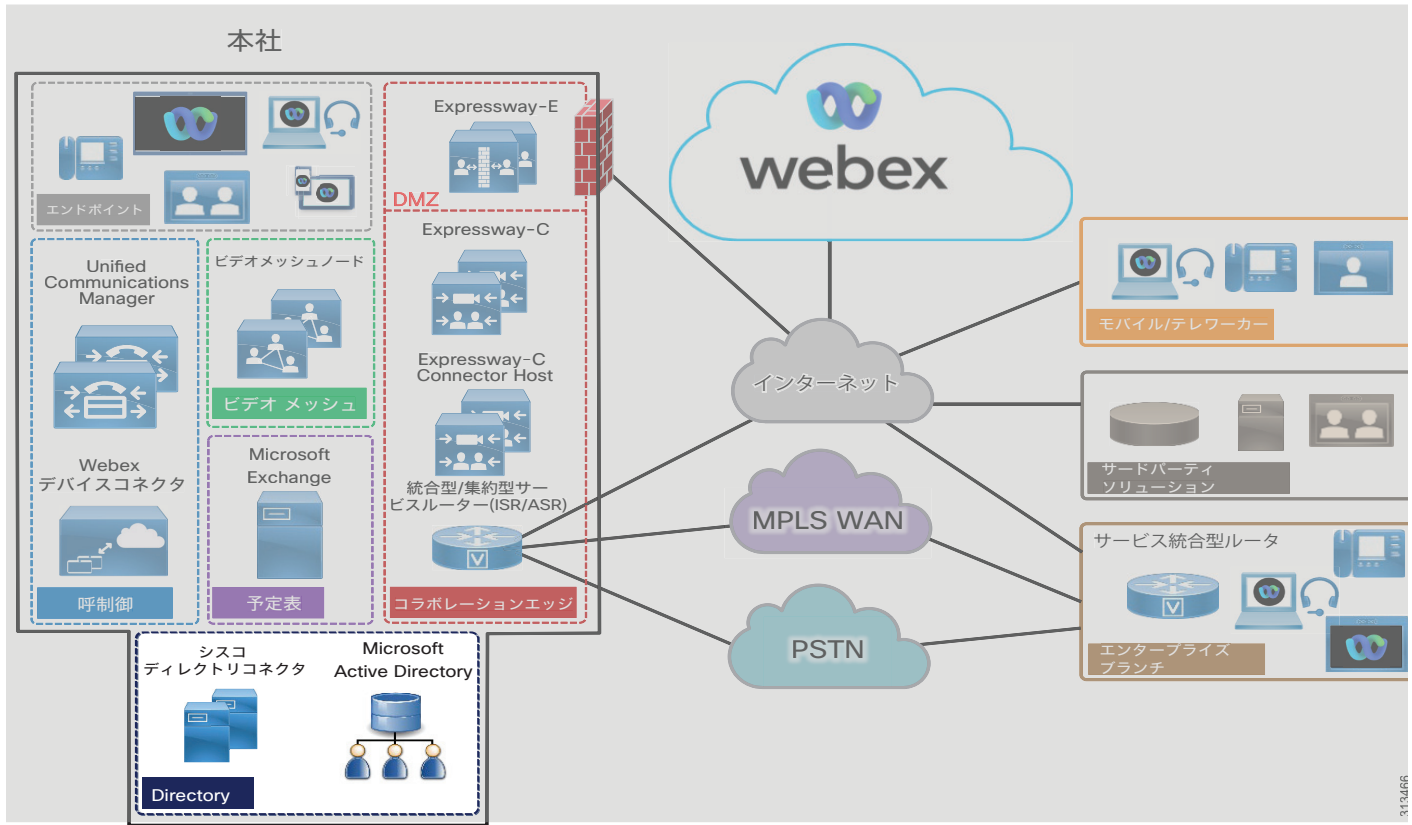 本社
エンドポイント
Expressway-E
DMZ
Expressway-C
Expressway-C
Connector Host
統合型/集約型サー
ビスルーター(ISR/ASR)
コラボレーションエッジ
Unified
Communications
Manager
Webex
デバイスコネクタ
呼制御
ビデオメッシュノード
ビデオ メッシュ
Microsoft
Exchange
予定表
シスコ
ディレクトリコネクタ
Microsoft
Active Directory
Directory
webex
インターネット
MPLS WAN
PSTN
モバイル/テレワーカー
サードパーティ
ソリューション
サービス統合型ルータ
エンタープライズ
ブランチ
V
V
313466